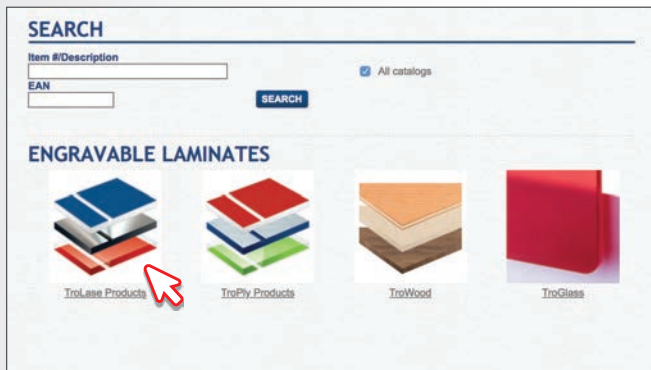 SEARCH
Item #/Description
All catalogs
EAN
SEARCH
ENGRAVABLE LAMINATES
TroLase Products
TroPly Products
TroWood
TroGlass